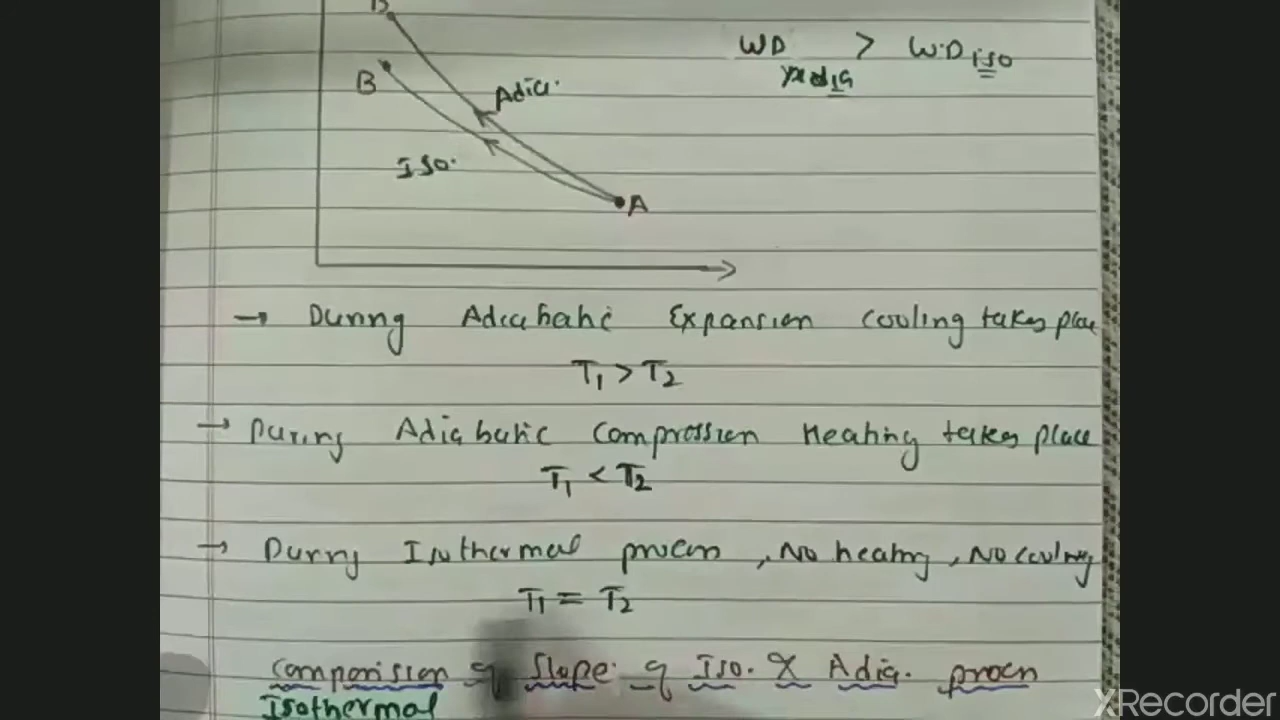 WD > W.D iso
adia
B
Adia.
Iso.
A
→ During Adiabatic Expansion cooling takes place
T1 > T2
→ During Adiabatic Compression Heating takes place
T1 < T2
→ During Isothermal process, No heating, No cooling
T1 = T2
Comparision of Slope of Iso. & Adia. process
Isothermal
XRecorder